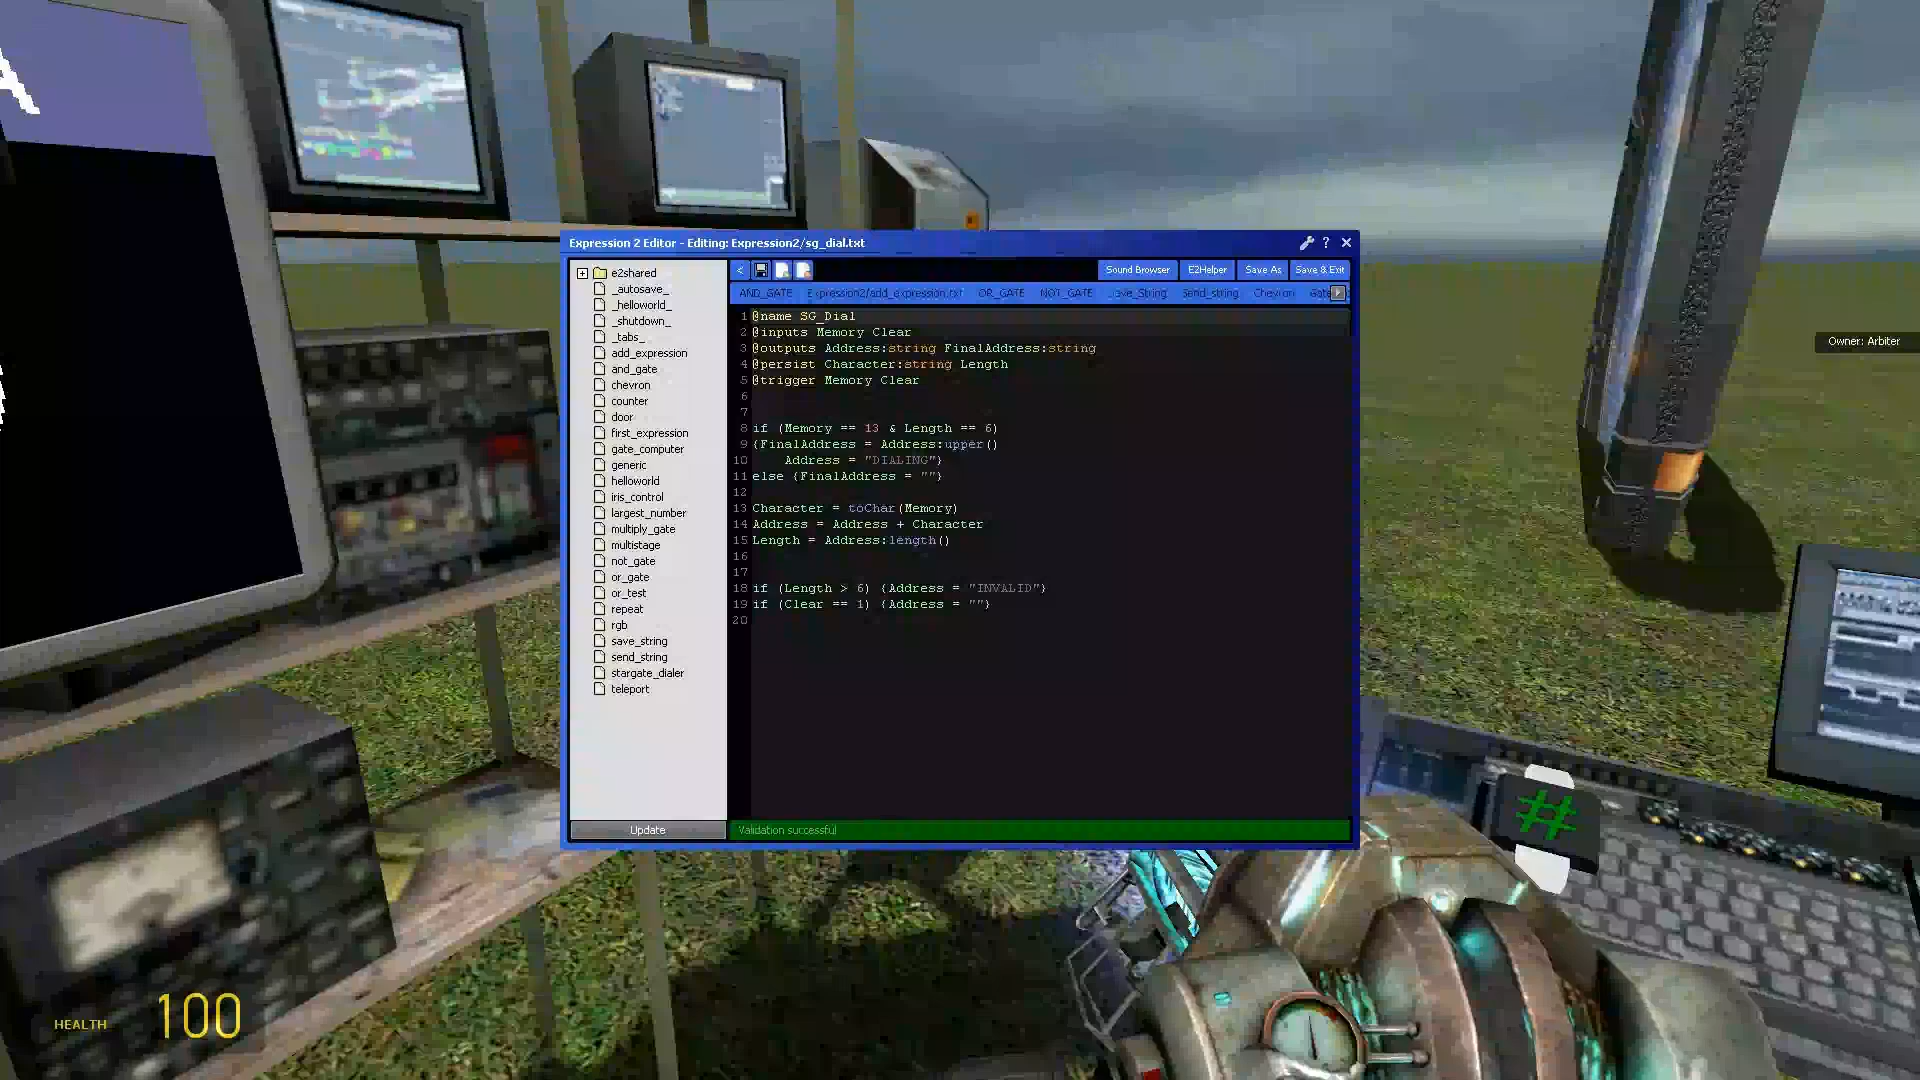 A
Expression 2 Editor - Editing: Expression2/sg_dial.txt
?
e2shared
_autosave_
_helloworld_
_shutdown_
_tabs_
add_expression
and_gate
chevron
counter
door
first_expression
gate_computer
generic
helloworld
iris_control
largest_number
multiply_gate
multistage
not_gate
or_gate
or_test
repeat
rgb
save_string
send_string
stargate_dialer
teleport
Update
< Sound Browser E2Helper Save As Save & Exit
AND_GATE Expression2/add_expression.txt OR_GATE NOT_GATE Send_string Chevron Gate
1 @name SG_Dial
2 @inputs Memory Clear
3 @outputs Address:string FinalAddress:string
4 @persist Character:string Length
5 @trigger Memory Clear
6
7
8 if (Memory == 13 & Length == 6)
9 {FinalAddress = Address:upper()
10 Address = "DIALING"}
11 else {FinalAddress = ""}
12
13 Character = toChar(Memory)
14 Address = Address + Character
15 Length = Address:length()
16
17
18 if (Length > 6) {Address = "INVALID"}
19 if (Clear == 1) {Address = ""}
20
Validation successful
Owner: Arbiter
#
HEALTH 100